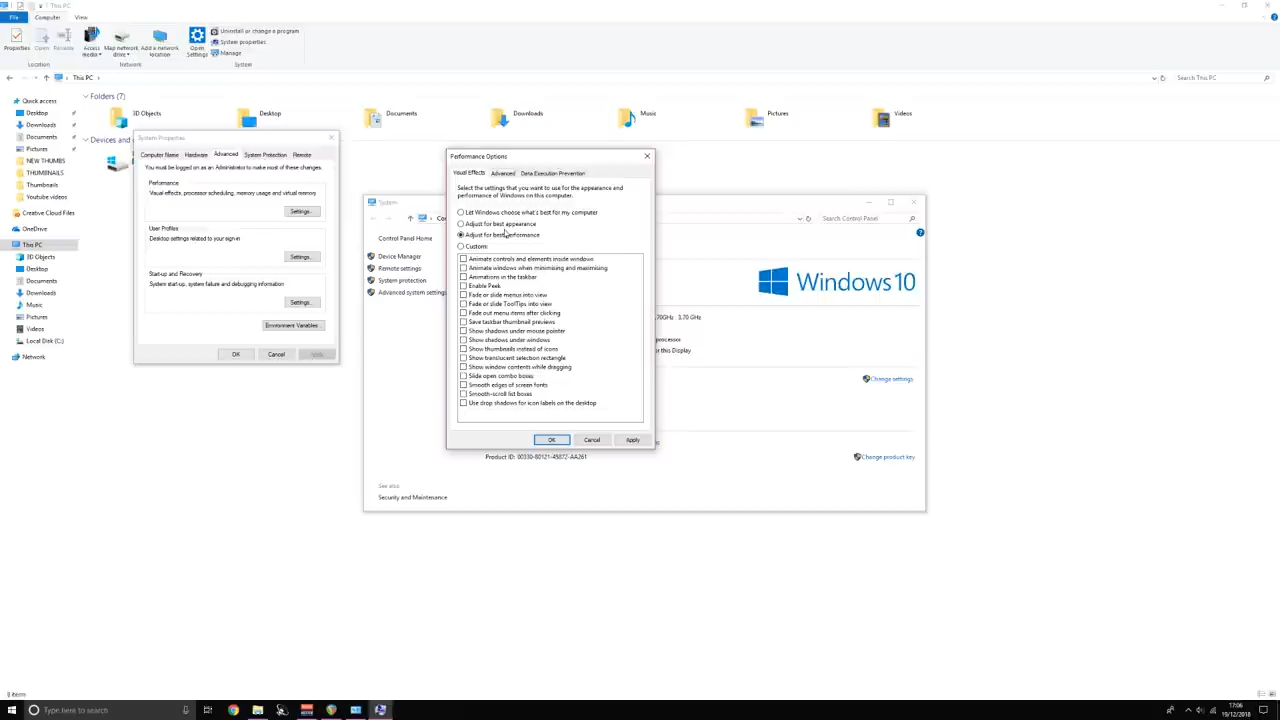 This PC
File
Computer
View
Properties
Open
Rename
Access media
Map network drive
Add a network location
Open Settings
Uninstall or change a program
System properties
Manage
Location
Network
System
This PC
Search This PC
Quick access
Desktop
Downloads
Documents
Pictures
NEW THUMBS
THUMBNAILS
Thumbnails
Youtube videos
Creative Cloud Files
OneDrive
This PC
3D Objects
Desktop
Documents
Downloads
Music
Pictures
Videos
Local Disk (C:)
Network
Folders (7)
3D Objects
Desktop
Documents
Downloads
Music
Pictures
Videos
Devices and
System Properties
Computer Name
Hardware
Advanced
System Protection
Remote
You must be logged on as an Administrator to make most of these changes.
Performance
Visual effects, processor scheduling, memory usage and virtual memory
Settings...
User Profiles
Desktop settings related to your sign-in
Settings...
Start-up and Recovery
System start-up, system failure and debugging information
Settings...
Environment Variables...
OK
Cancel
Apply
System
Search Control Panel
Control Panel Home
Device Manager
Remote settings
System protection
Advanced system settings
Windows 10
3.70 GHz
for this Display
Change settings
Product ID: 00330-80121-45872-AA261
Change product key
See also
Security and Maintenance
Performance Options
Visual Effects
Advanced
Data Execution Prevention
Select the settings that you want to use for the appearance and
performance of Windows on this computer.
Let Windows choose what's best for my computer
Adjust for best appearance
Adjust for best performance
Custom:
Animate controls and elements inside windows
Animate windows when minimising and maximising
Animations in the taskbar
Enable Peek
Fade or slide menus into view
Fade or slide ToolTips into view
Fade out menu items after clicking
Save taskbar thumbnail previews
Show shadows under mouse pointer
Show shadows under windows
Show thumbnails instead of icons
Show translucent selection rectangle
Show window contents while dragging
Slide open combo boxes
Smooth edges of screen fonts
Smooth-scroll list boxes
Use drop shadows for icon labels on the desktop
OK
Cancel
Apply
8 items
Type here to search
17:06
19/12/2018